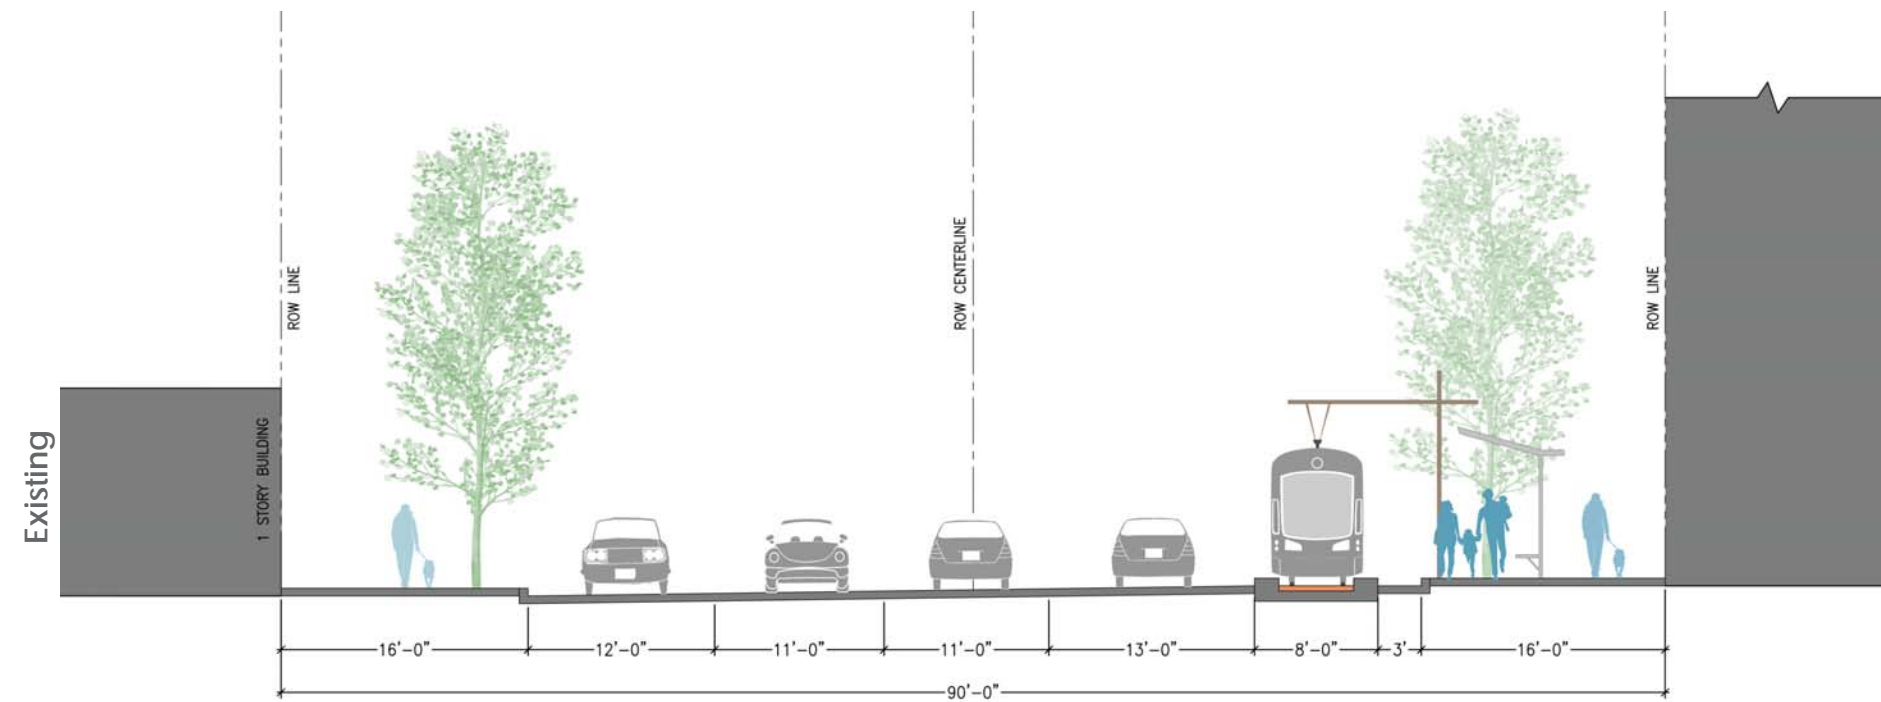 Existing
1 STORY BUILDING
ROW LINE
ROW CENTERLINE
ROW LINE
16'-0" 12'-0" 11'-0" 11'-0" 13'-0" 8'-0" 3' 16'-0"
90'-0"